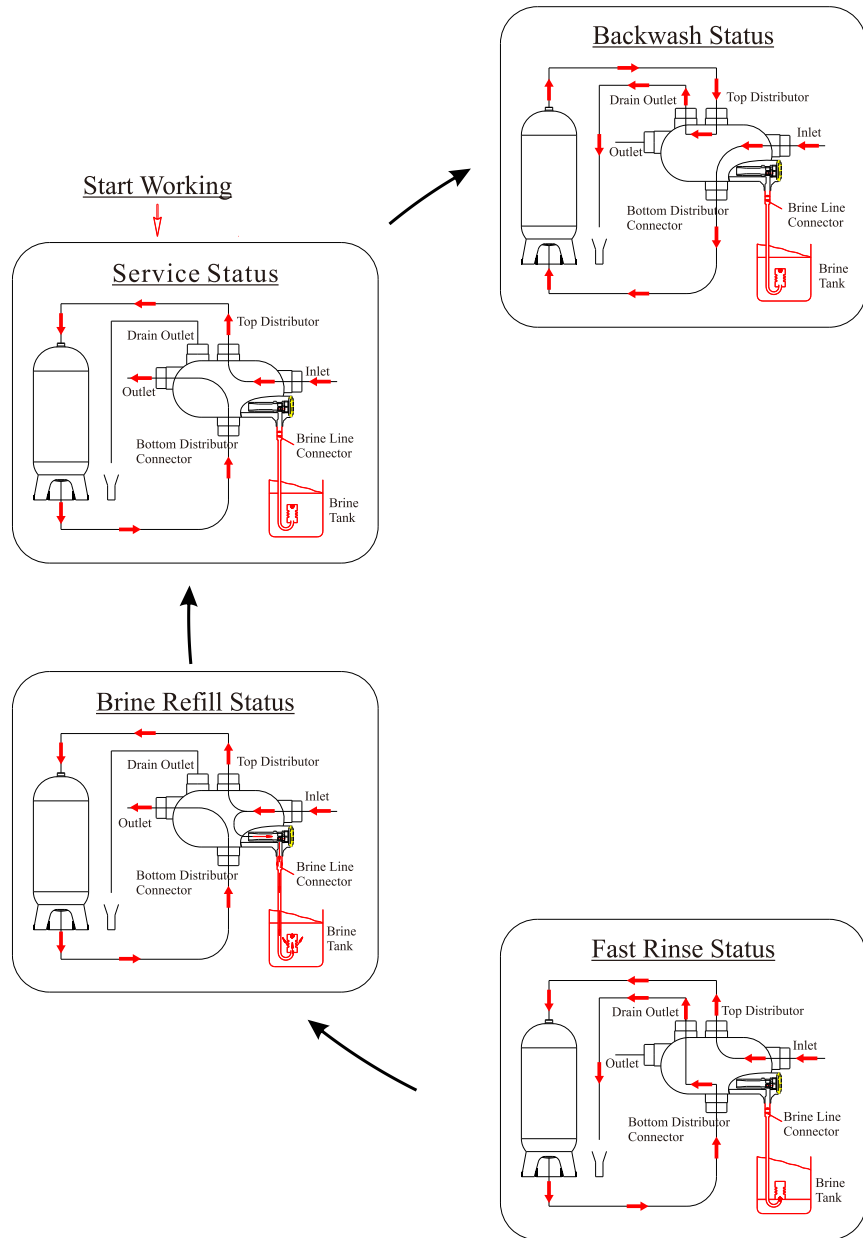 Backwash Status
Drain Outlet
Top Distributor
Inlet
Outlet
Bottom Distributor
Connector
Brine Line
Connector
Brine
Tank
Start Working
Service Status
Drain Outlet
Top Distributor
Inlet
Outlet
Bottom Distributor
Connector
Brine Line
Connector
Brine
Tank
Brine Refill Status
Drain Outlet
Top Distributor
Inlet
Outlet
Bottom Distributor
Connector
Brine Line
Connector
Brine
Tank
Fast Rinse Status
Drain Outlet
Top Distributor
Inlet
Outlet
Bottom Distributor
Connector
Brine Line
Connector
Brine
Tank